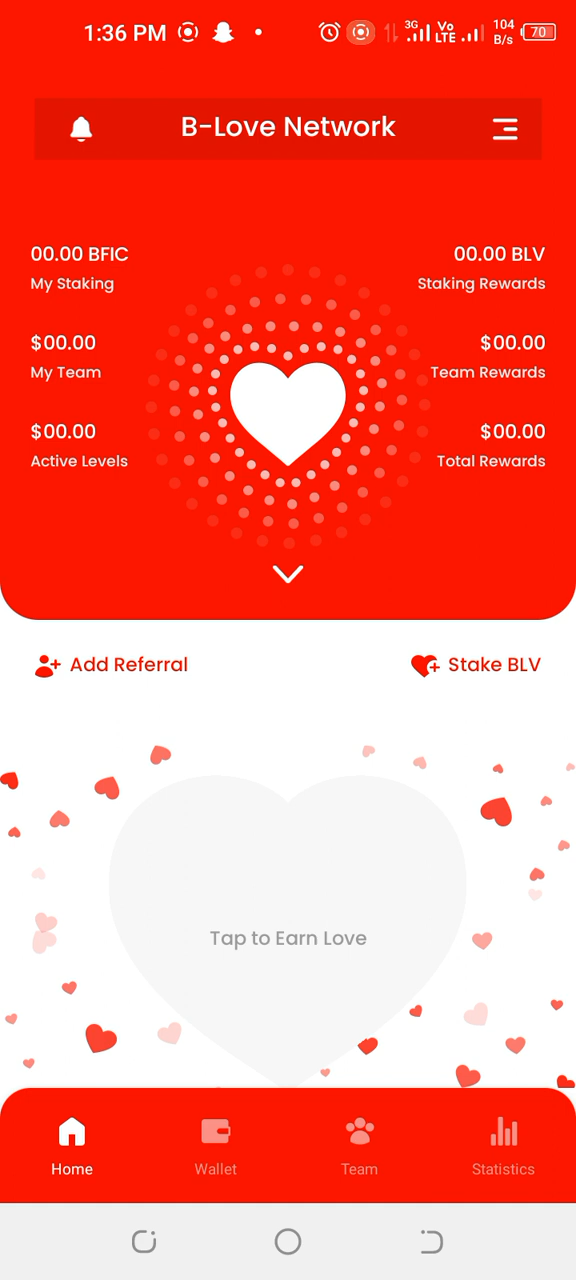 1:36 PM 3G Vo LTE 104 B/s 70
B-Love Network
00.00 BFIC 00.00 BLV
My Staking Staking Rewards
$00.00 $00.00
My Team Team Rewards
$00.00 $00.00
Active Levels Total Rewards
Add Referral Stake BLV
Tap to Earn Love
Home Wallet Team Statistics